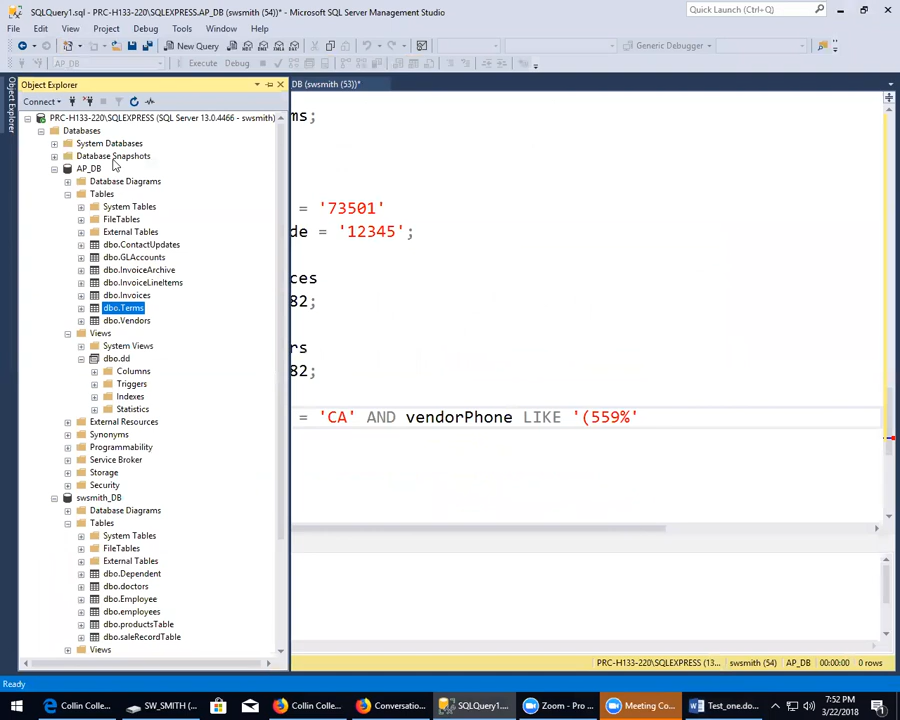 SQLQuery1.sql - PRC-H133-220\SQLEXPRESS.AP_DB (swsmith (54))* - Microsoft SQL Server Management Studio
Quick Launch (Ctrl+Q)
File Edit View Project Debug Tools Window Help
New Query
Generic Debugger
AP_DB Execute Debug
Object Explorer
Object Explorer
DB (swsmith (53))*
Connect
PRC-H133-220\SQLEXPRESS (SQL Server 13.0.4466 - swsmith)
Databases
System Databases
Database Snapshots
AP_DB
Database Diagrams
Tables
System Tables
FileTables
External Tables
dbo.ContactUpdates
dbo.GLAccounts
dbo.InvoiceArchive
dbo.InvoiceLineItems
dbo.Invoices
dbo.Terms
dbo.Vendors
Views
System Views
dbo.dd
Columns
Triggers
Indexes
Statistics
External Resources
Synonyms
Programmability
Service Broker
Storage
Security
swsmith_DB
Database Diagrams
Tables
System Tables
FileTables
External Tables
dbo.Dependent
dbo.doctors
dbo.Employee
dbo.employees
dbo.productsTable
dbo.saleRecordTable
Views
ms;
= '73501'
de = '12345';
ces
82;
rs
82;
= 'CA' AND vendorPhone LIKE '(559%'
PRC-H133-220\SQLEXPRESS (13... swsmith (54) AP_DB 00:00:00 0 rows
Ready
Collin Colle... SW_SMITH (... Collin Colle... Conversatio... SQLQuery1.... Zoom - Pro ... Meeting Co... Test_one.do... 7:52 PM
3/22/2018